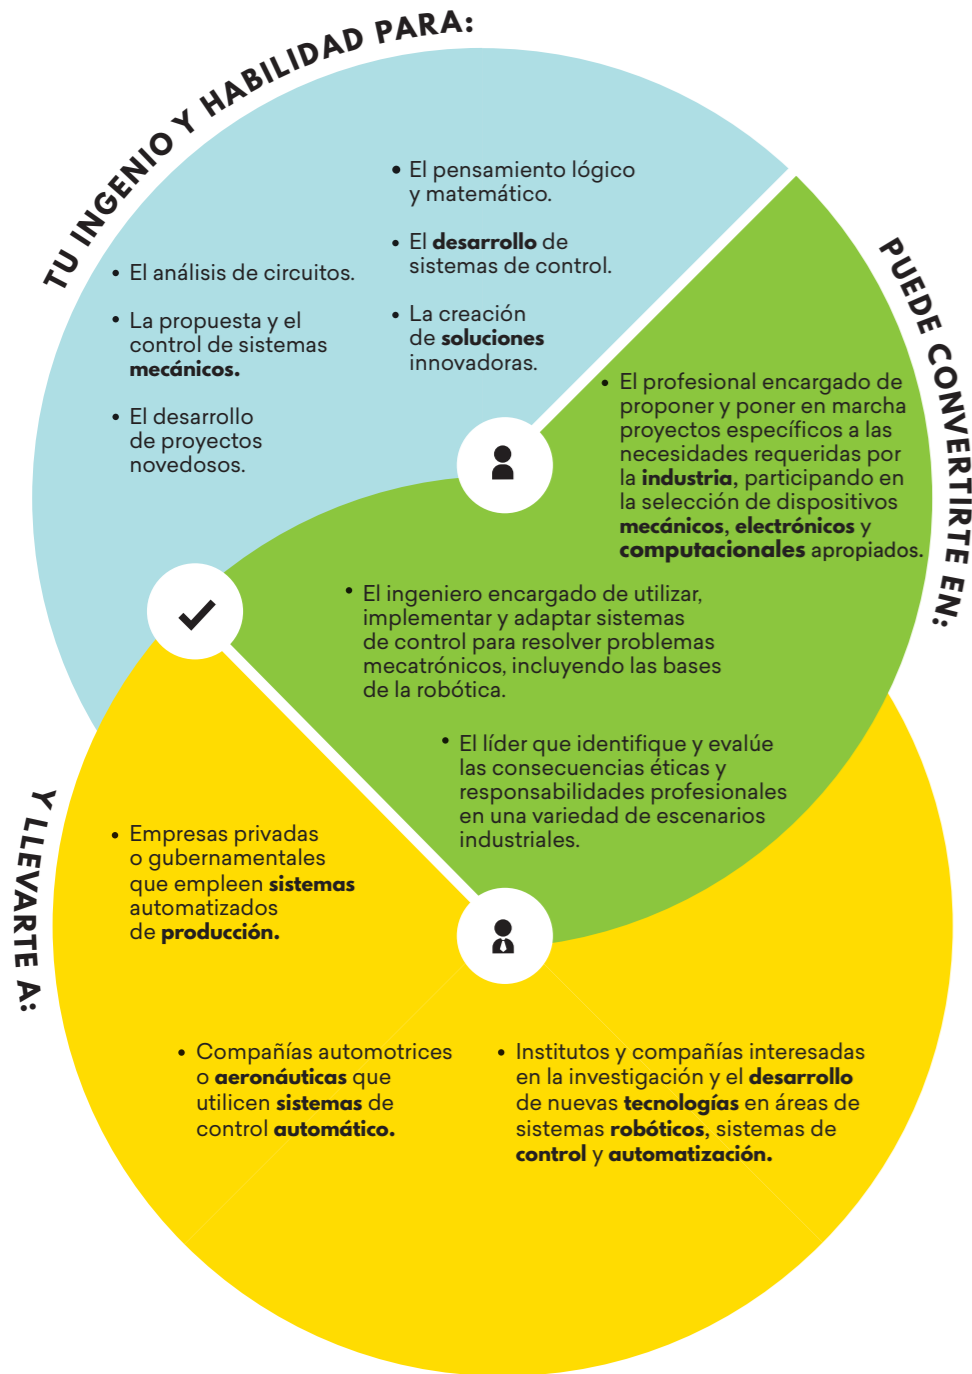 TU INGENIO Y HABILIDAD PARA:
• El análisis de circuitos.
• La propuesta y el
control de sistemas
mecánicos.
• El desarrollo
de proyectos
novedosos.
• El pensamiento lógico
y matemático.
• El desarrollo de
sistemas de control.
• La creación
de soluciones
innovadoras.
PUEDE CONVERTIRTE EN:
• El profesional encargado de
proponer y poner en marcha
proyectos específicos a las
necesidades requeridas por
la industria, participando en
la selección de dispositivos
mecánicos, electrónicos y
computacionales apropiados.
• El ingeniero encargado de utilizar,
implementar y adaptar sistemas
de control para resolver problemas
mecatrónicos, incluyendo las bases
de la robótica.
• El líder que identifique y evalúe
las consecuencias éticas y
responsabilidades profesionales
en una variedad de escenarios
industriales.
Y LLEVARTE A:
• Empresas privadas
o gubernamentales
que empleen sistemas
automatizados
de producción.
• Compañías automotrices
o aeronáuticas que
utilicen sistemas de
control automático.
• Institutos y compañías interesadas
en la investigación y el desarrollo
de nuevas tecnologías en áreas de
sistemas robóticos, sistemas de
control y automatización.